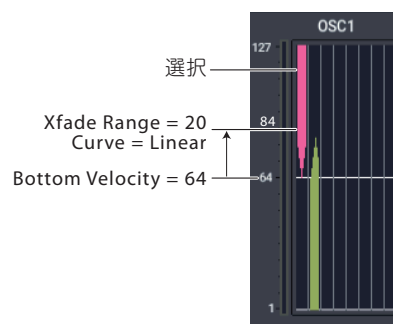 OSC1
127
選択
Xfade Range = 20
84
Curve = Linear
Bottom Velocity = 64
64
1